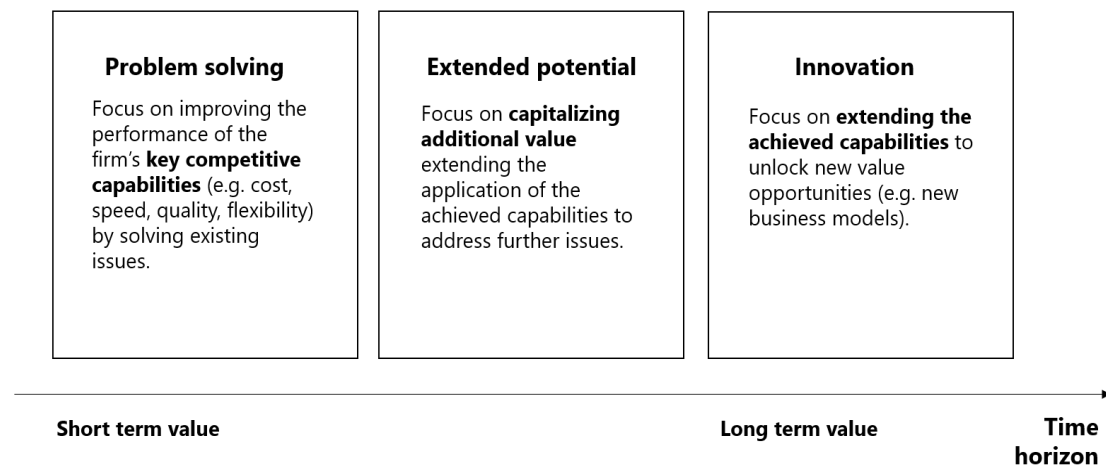 Problem solving
Focus on improving the
performance of the
firm's key competitive
capabilities (e.g. cost,
speed, quality, flexibility)
by solving existing
issues.
Extended potential
Focus on capitalizing
additional value
extending the
application of the
achieved capabilities to
address further issues.
Innovation
Focus on extending the
achieved capabilities to
unlock new value
opportunities (e.g. new
business models).
Short term value
Long term value
Time
horizon